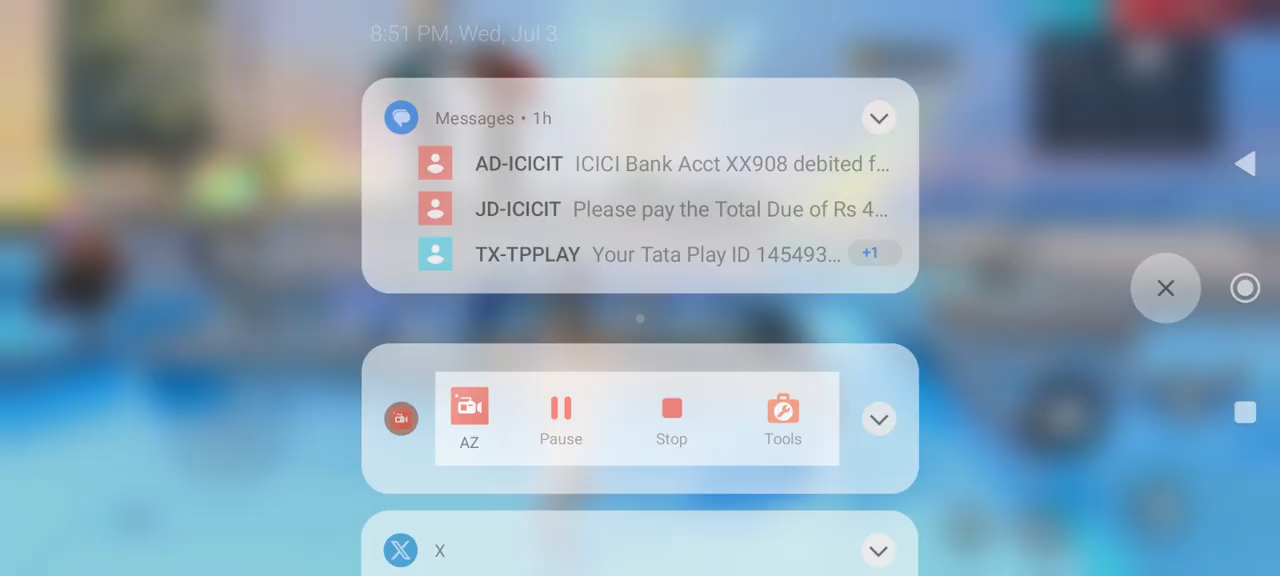 8:51 PM, Wed, Jul 3
Messages • 1h
AD-ICICIT ICICI Bank Acct XX908 debited f...
JD-ICICIT Please pay the Total Due of Rs 4...
TX-TPPLAY Your Tata Play ID 145493... +1
AZ Pause Stop Tools
X